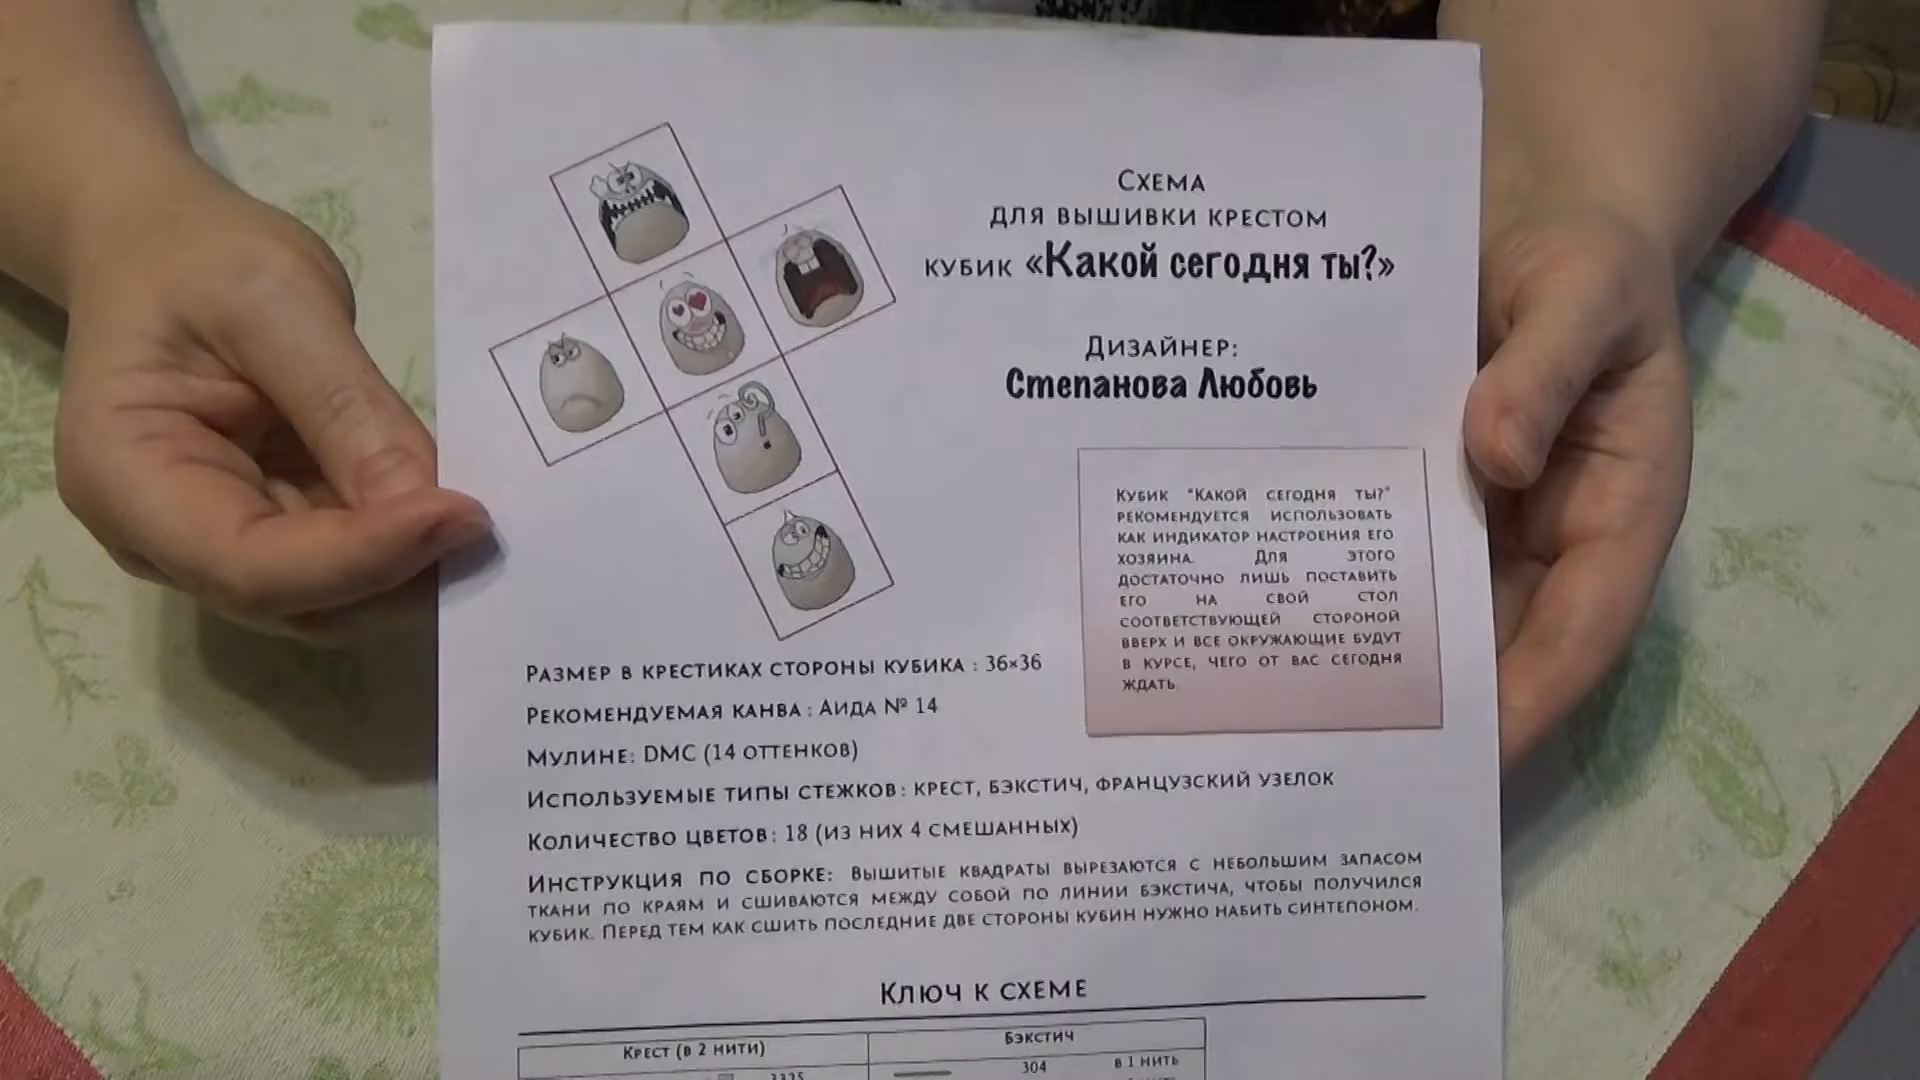 Схема
для вышивки крестом
кубик «Какой сегодня ты?»
Дизайнер:
Степанова Любовь
Кубик "Какой сегодня ты?"
рекомендуется использовать
как индикатор настроения его
хозяина. Для этого
достаточно лишь поставить
его на свой стол
соответствующей стороной
вверх и все окружающие будут
в курсе, чего от вас сегодня
ждать.
Размер в крестиках стороны кубика : 36×36
Рекомендуемая канва : Аида № 14
Мулине: DMC (14 оттенков)
Используемые типы стежков : крест, бэкстич, французский узелок
Количество цветов: 18 (из них 4 смешанных)
Инструкция по сборке: Вышитые квадраты вырезаются с небольшим запасом
ткани по краям и сшиваются между собой по линии бэкстича, чтобы получился
кубик. Перед тем как сшить последние две стороны кубин нужно набить синтепоном.
Ключ к схеме
Крест (в 2 нити)
Бэкстич
304 в 1 нить